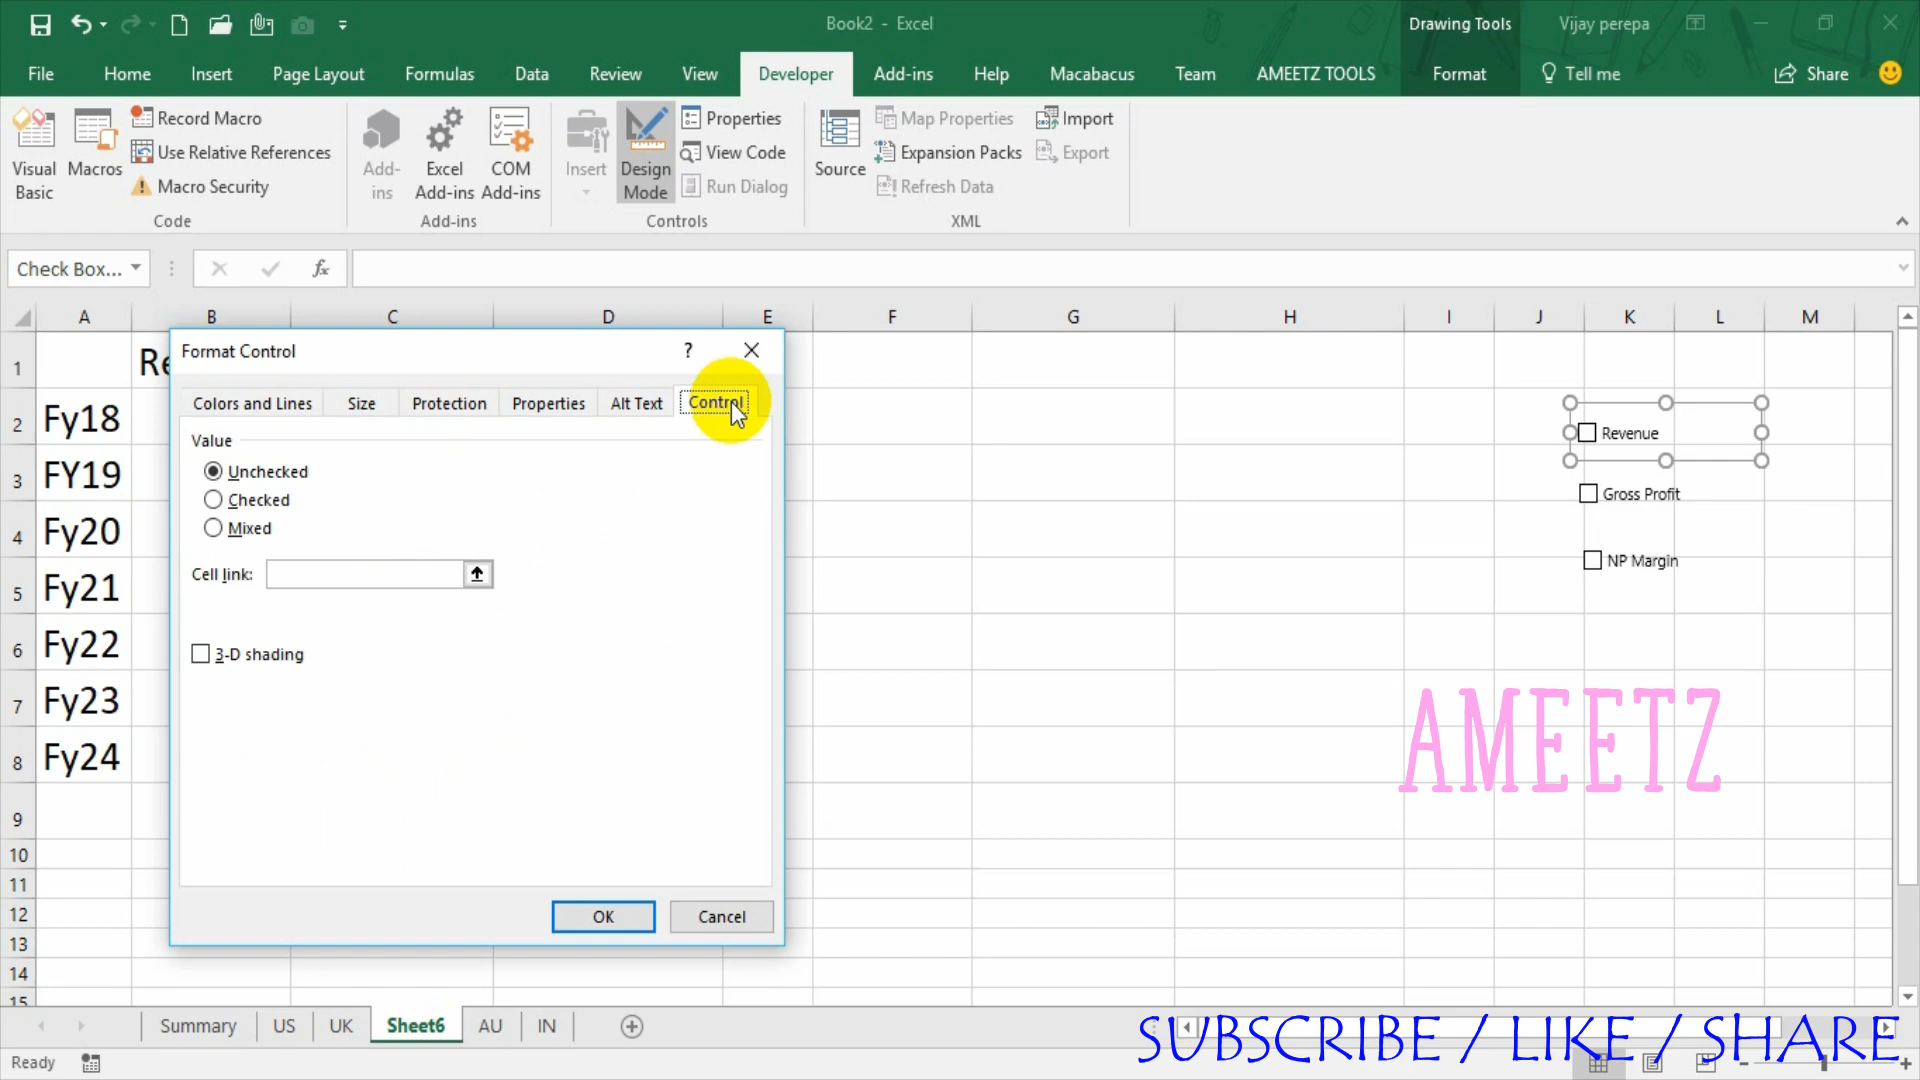 Book2 - Excel
Drawing Tools
Vijay perepa
File Home Insert Page Layout Formulas Data Review View Developer Add-ins Help Macabacus Team AMEETZ TOOLS Format Tell me Share
Visual Basic
Macros
Record Macro
Use Relative References
Macro Security
Code
Add-ins
Excel Add-ins
COM Add-ins
Add-ins
Insert
Design Mode
Properties
View Code
Run Dialog
Controls
Source
Map Properties
Expansion Packs
Refresh Data
Import
Export
XML
Check Box...
fx
A B C D E F G H I J K L M
1 Re
2 Fy18
3 FY19
4 Fy20
5 Fy21
6 Fy22
7 Fy23
8 Fy24
9
10
11
12
13
14
15
Format Control
?
Colors and Lines Size Protection Properties Alt Text Control
Value
Unchecked
Checked
Mixed
Cell link:
3-D shading
OK Cancel
Revenue
Gross Profit
NP Margin
AMEETZ
Summary US UK Sheet6 AU IN
SUBSCRIBE / LIKE / SHARE
Ready